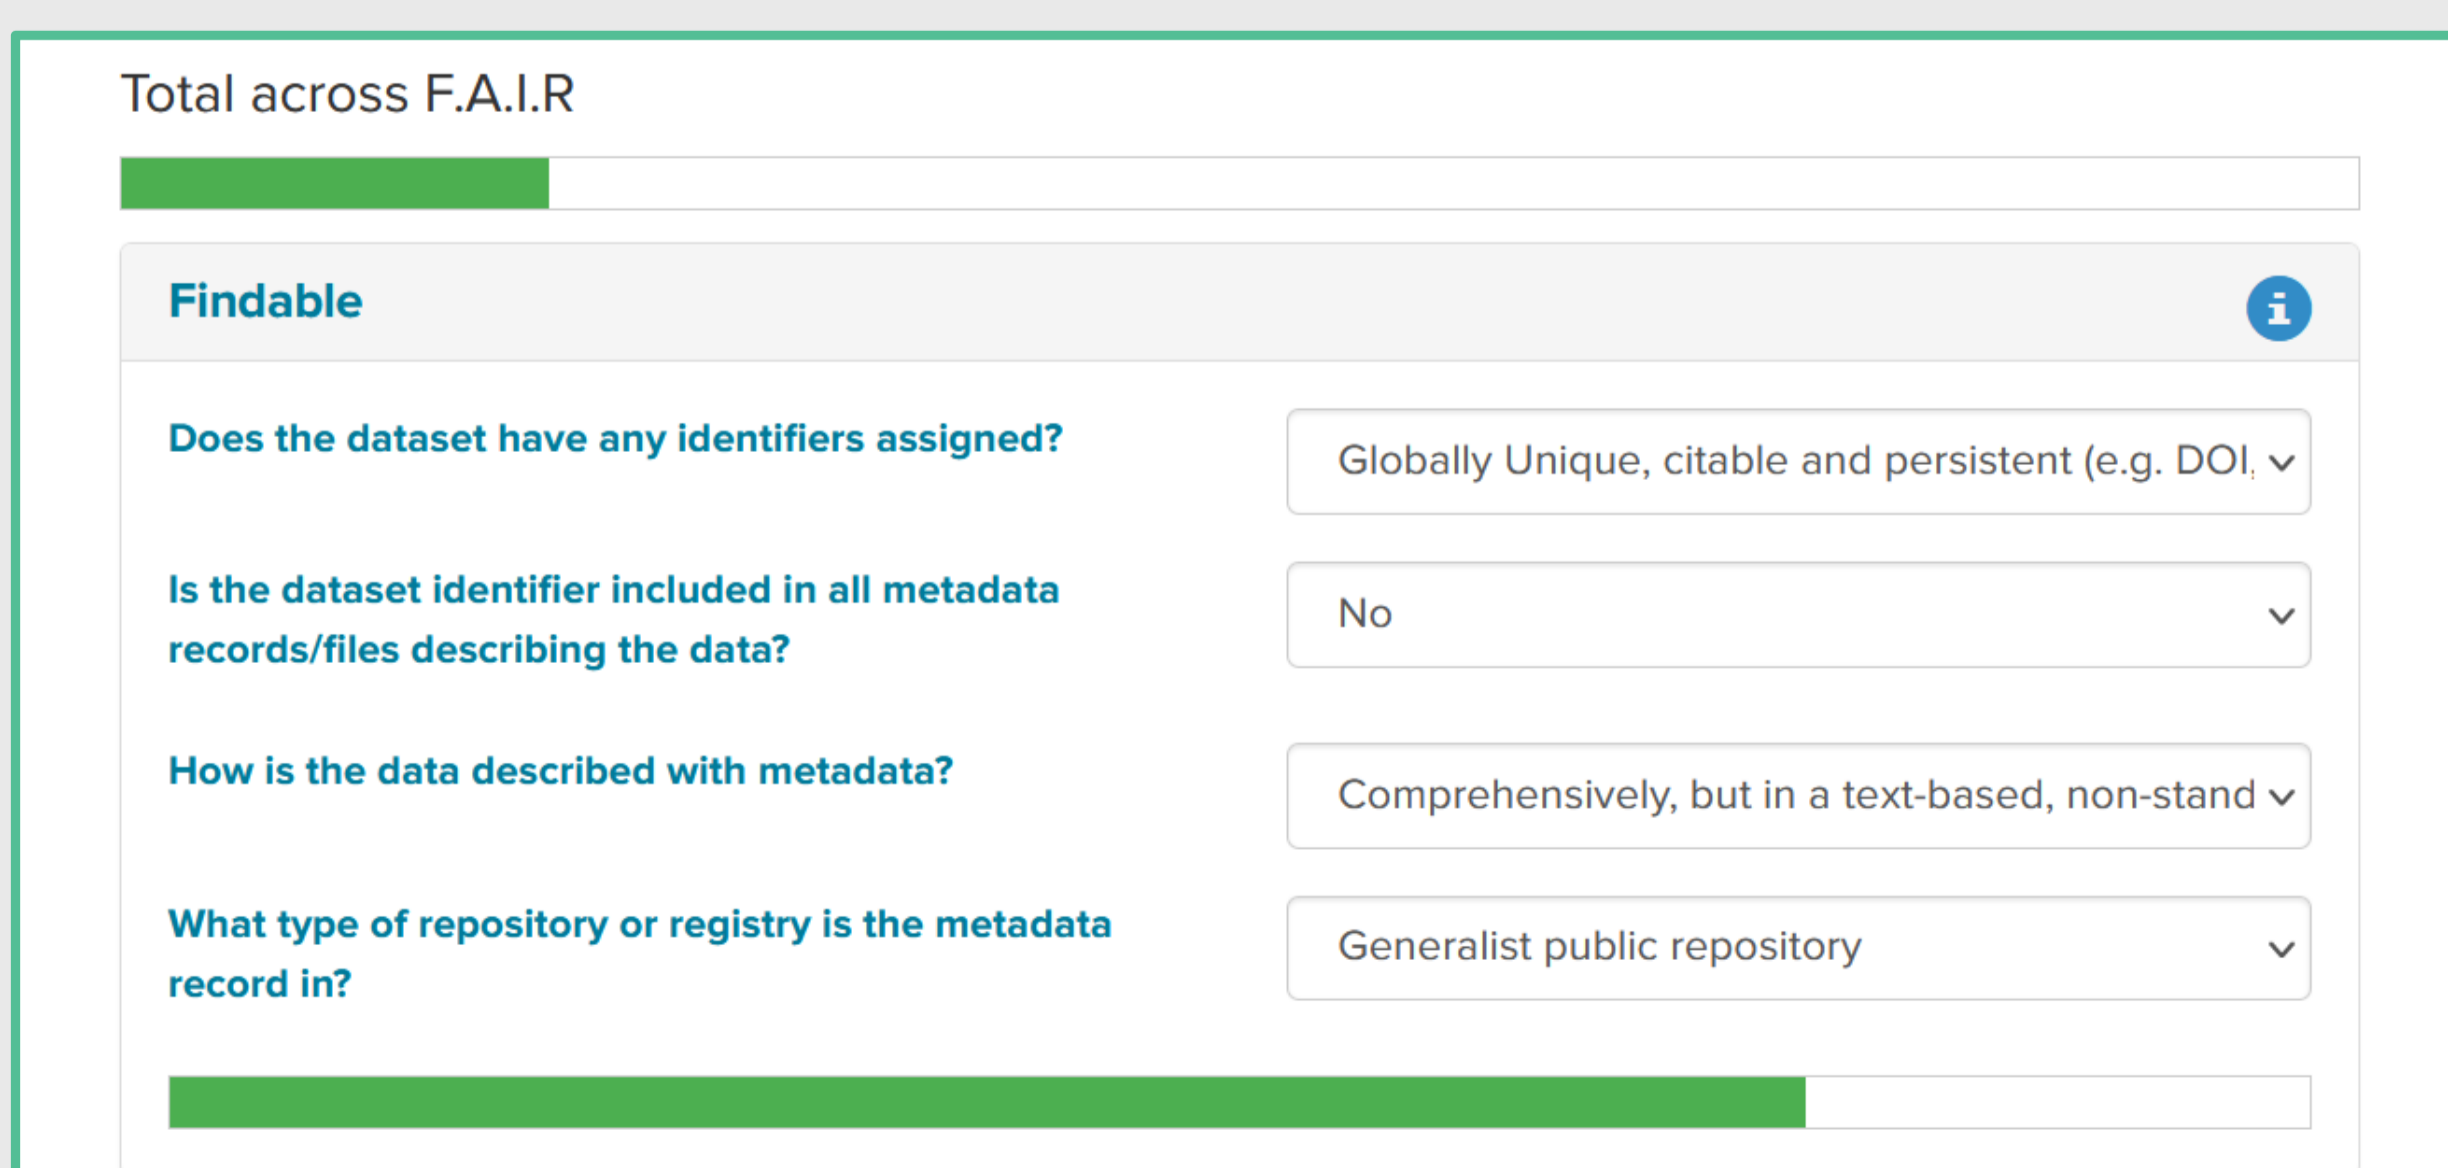 Total across F.A.I.R
Findable
Does the dataset have any identifiers assigned?
Globally Unique, citable and persistent (e.g. DOI,
Is the dataset identifier included in all metadata
records/files describing the data?
No
How is the data described with metadata?
Comprehensively, but in a text-based, non-stand
What type of repository or registry is the metadata
record in?
Generalist public repository